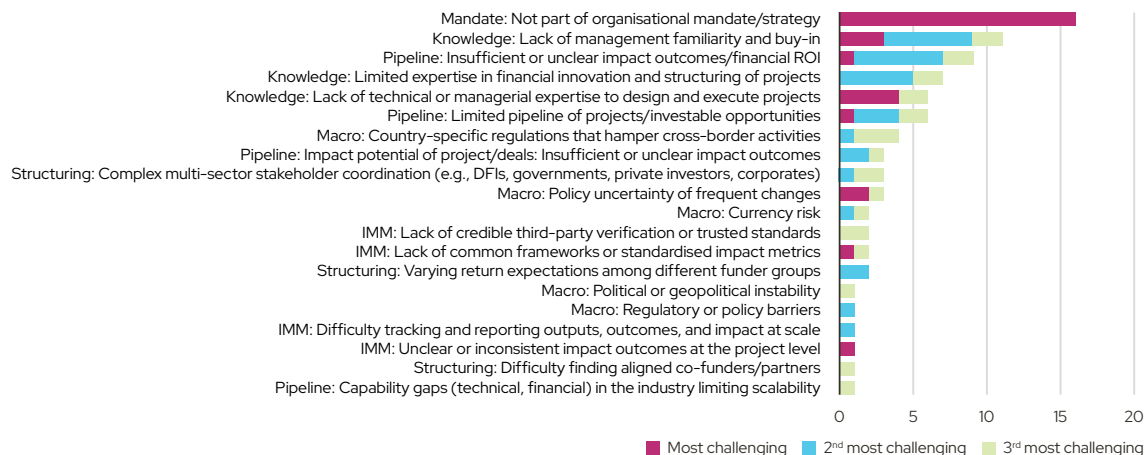 Mandate: Not part of organisational mandate/strategy
Knowledge: Lack of management familiarity and buy-in
Pipeline: Insufficient or unclear impact outcomes/financial ROI
Knowledge: Limited expertise in financial innovation and structuring of projects
Knowledge: Lack of technical or managerial expertise to design and execute projects
Pipeline: Limited pipeline of projects/investable opportunities
Macro: Country-specific regulations that hamper cross-border activities
Pipeline: Impact potential of project/deals: Insufficient or unclear impact outcomes
Structuring: Complex multi-sector stakeholder coordination (e.g., DFIs, governments, private investors, corporates)
Macro: Policy uncertainty of frequent changes
Macro: Currency risk
IMM: Lack of credible third-party verification or trusted standards
IMM: Lack of common frameworks or standardised impact metrics
Structuring: Varying return expectations among different funder groups
Macro: Political or geopolitical instability
Macro: Regulatory or policy barriers
IMM: Difficulty tracking and reporting outputs, outcomes, and impact at scale
IMM: Unclear or inconsistent impact outcomes at the project level
Structuring: Difficulty finding aligned co-funders/partners
Pipeline: Capability gaps (technical, financial) in the industry limiting scalability
0 5 10 15 20
Most challenging 2nd most challenging 3rd most challenging